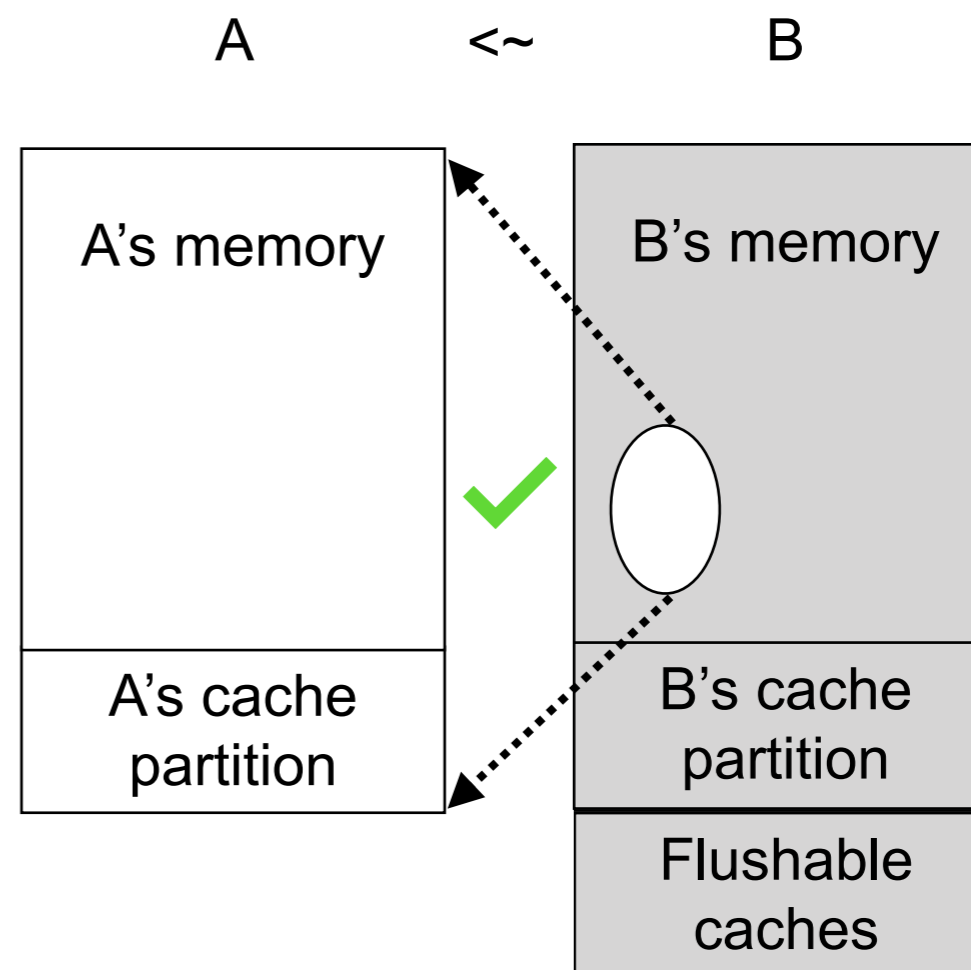 A <~ B
A’s memory
B’s memory
A’s cache
partition
B’s cache
partition
Flushable
caches